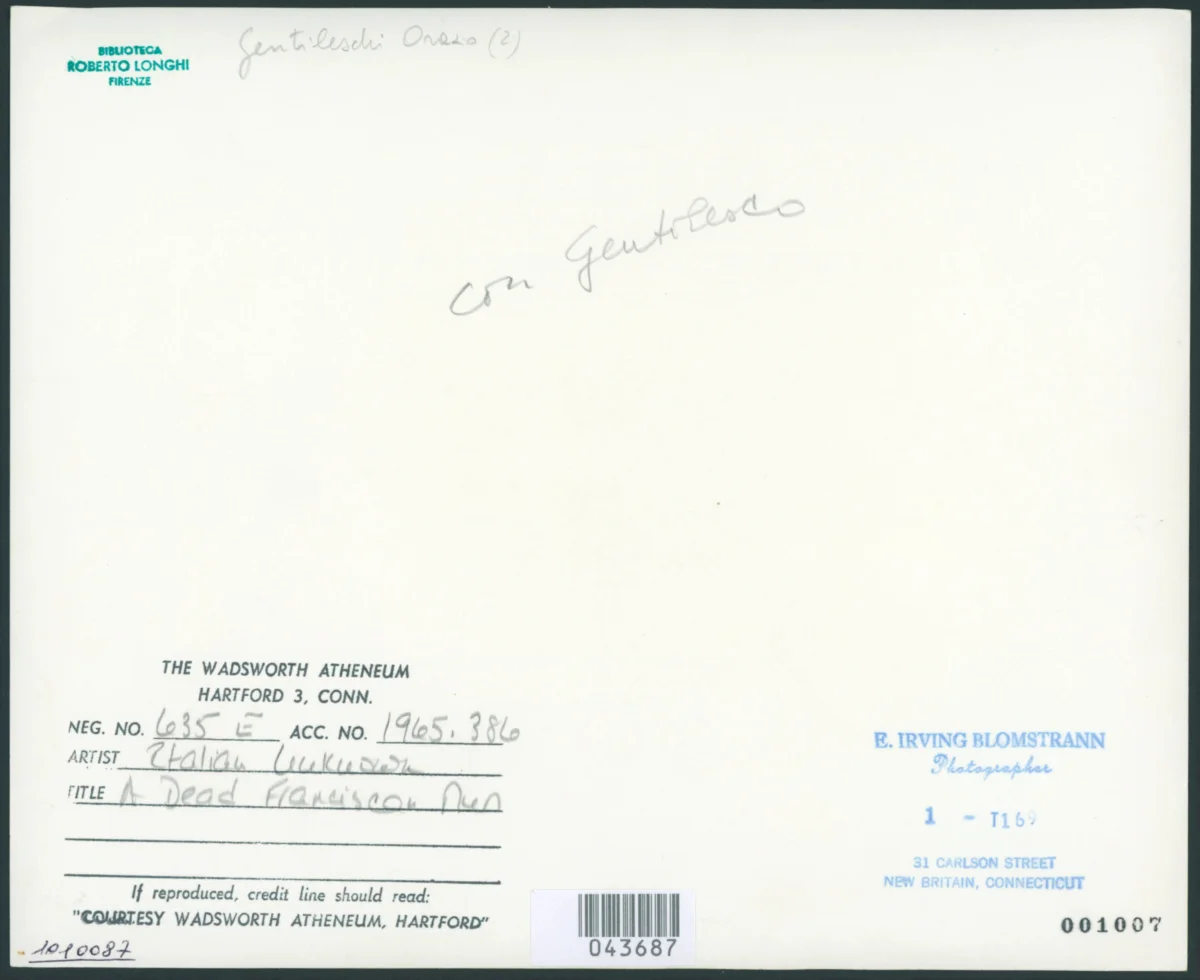 BIBLIOTECA
ROBERTO LONGHI
FIRENZE
Gentileschi Orazio (2)
con Gentilesco
THE WADSWORTH ATHENEUM
HARTFORD 3, CONN.
NEG. NO. 635 E ACC. NO. 1965.386
ARTIST Italian Unknown
TITLE A Dead Franciscan Nun
If reproduced, credit line should read:
"COURTESY WADSWORTH ATHENEUM, HARTFORD"
1010087
043687
E. IRVING BLOMSTRANN
Photographer
1 - T169
31 CARLSON STREET
NEW BRITAIN, CONNECTICUT
001007